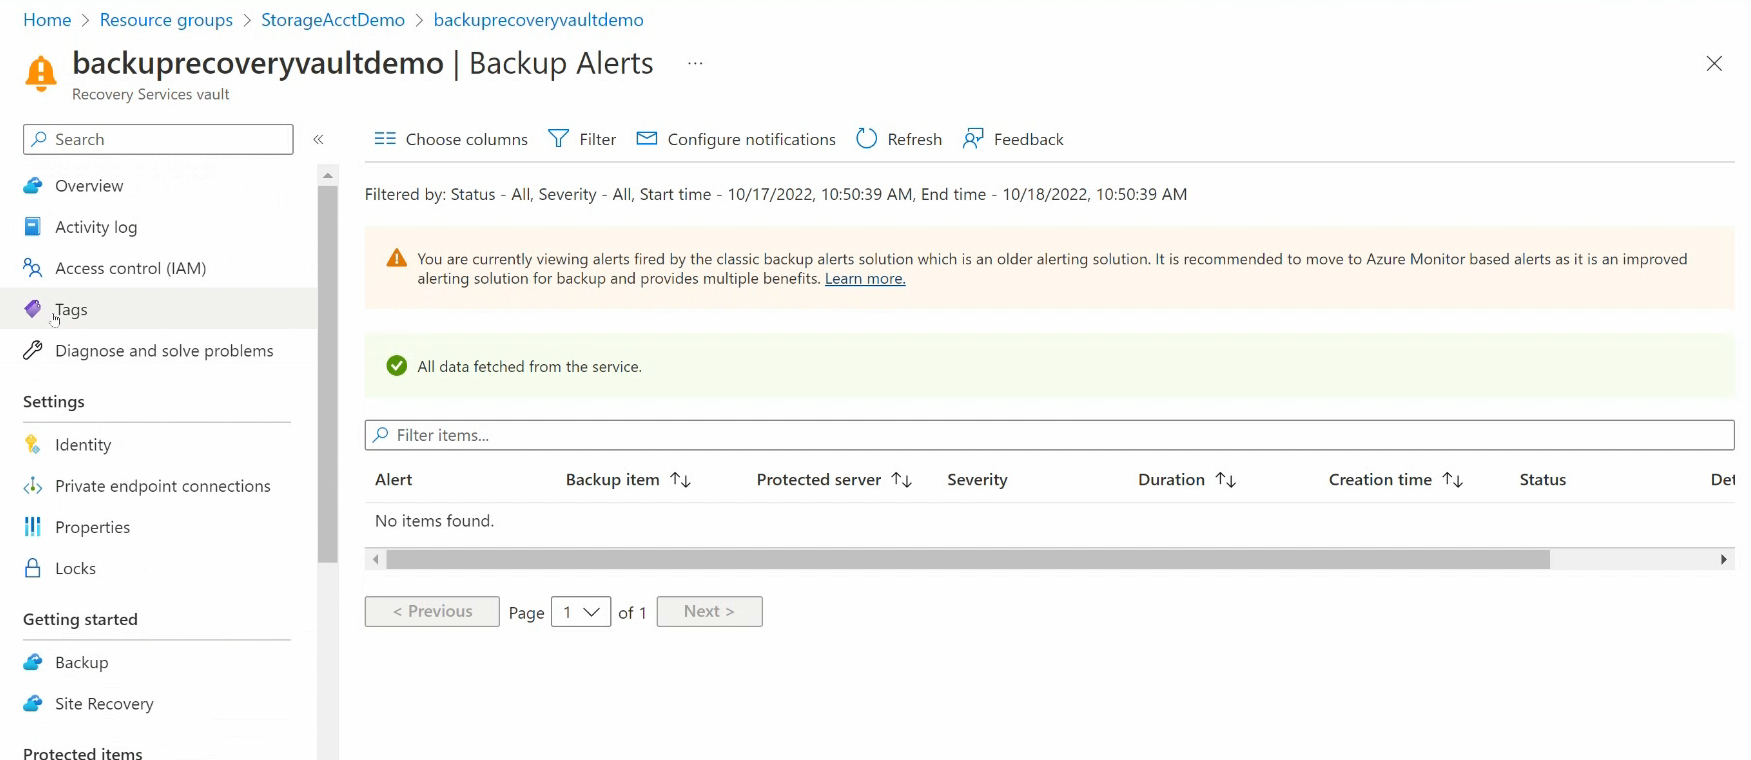 Home > Resource groups > StorageAcctDemo > backuprecoveryvaultdemo
backuprecoveryvaultdemo | Backup Alerts ...
Recovery Services vault
Search «
Choose columns Filter Configure notifications Refresh Feedback
Overview
Activity log
Access control (IAM)
Tags
Diagnose and solve problems
Settings
Identity
Private endpoint connections
Properties
Locks
Getting started
Backup
Site Recovery
Protected items
Filtered by: Status - All, Severity - All, Start time - 10/17/2022, 10:50:39 AM, End time - 10/18/2022, 10:50:39 AM
You are currently viewing alerts fired by the classic backup alerts solution which is an older alerting solution. It is recommended to move to Azure Monitor based alerts as it is an improved
alerting solution for backup and provides multiple benefits. Learn more.
All data fetched from the service.
Filter items...
Alert Backup item ↑↓ Protected server ↑↓ Severity Duration ↑↓ Creation time ↑↓ Status Det
No items found.
< Previous Page 1 of 1 Next >